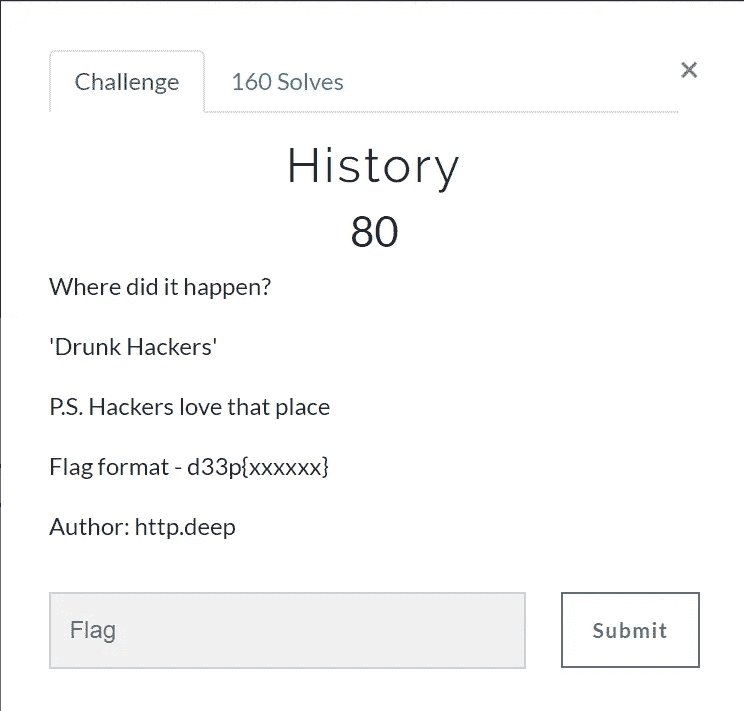 Challenge
160 Solves
×
History
80
Where did it happen?
'Drunk Hackers'
P.S. Hackers love that place
Flag format - d33p{xxxxxx}
Author: http.deep
Flag
Submit